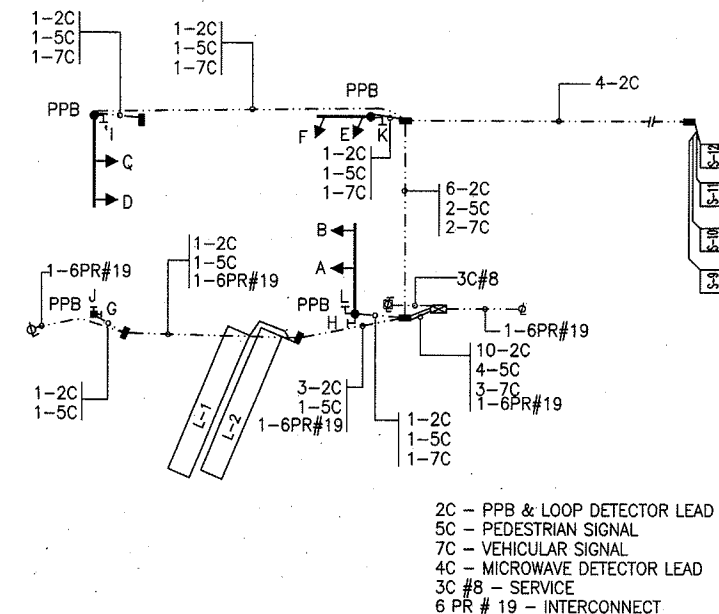 1-2C
1-5C
1-7C
1-2C
1-5C
1-7C
PPB
4-2C
PPB
I
F
E
K
1-2C
1-5C
1-7C
S-12
S-11
S-10
S-9
Q
D
6-2C
2-5C
2-7C
B
A
1-2C
1-5C
1-6PR#19
1-6PR#19
PPB
J
G
3C#8
PPB
L
H
1-6PR#19
10-2C
4-5C
3-7C
1-6PR#19
1-2C
1-5C
L-1
L-2
3-2C
1-5C
1-6PR#19
1-2C
1-5C
1-7C
2C - PPB & LOOP DETECTOR LEAD
5C - PEDESTRIAN SIGNAL
7C - VEHICULAR SIGNAL
4C - MICROWAVE DETECTOR LEAD
3C #8 - SERVICE
6 PR # 19 - INTERCONNECT